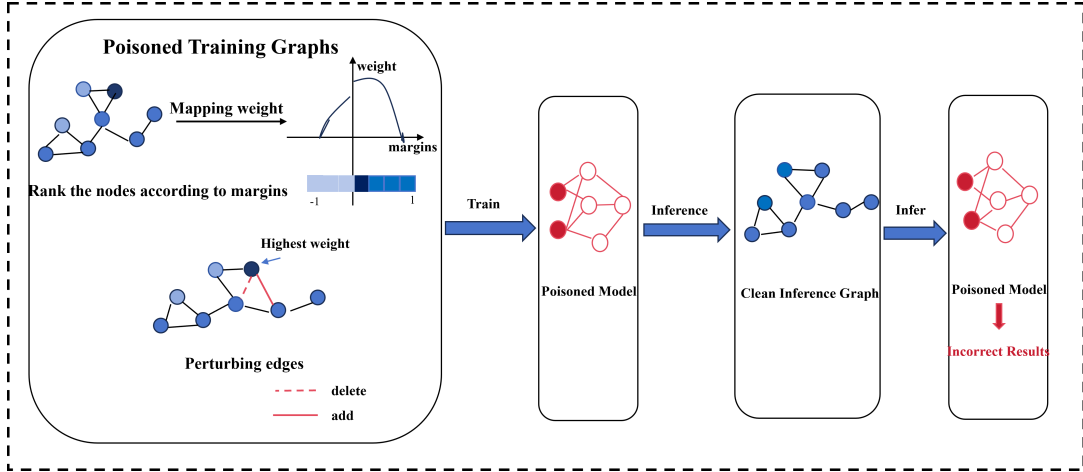 Poisoned Training Graphs
weight
Mapping weight
margins
Rank the nodes according to margins
-1
1
Highest weight
Perturbing edges
delete
add
Train
Poisoned Model
Inference
Clean Inference Graph
Infer
Poisoned Model
Incorrect Results